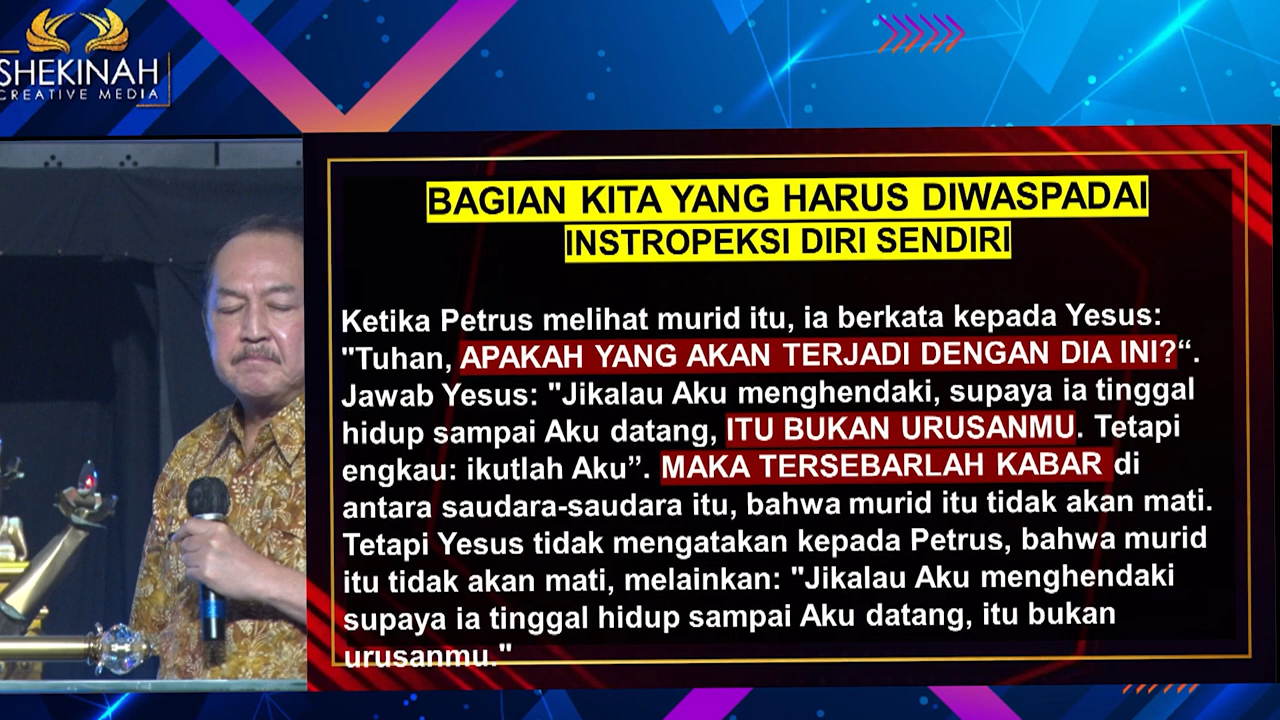 SHEKINAH
CREATIVE MEDIA
BAGIAN KITA YANG HARUS DIWASPADAI
INSTROPEKSI DIRI SENDIRI
Ketika Petrus melihat murid itu, ia berkata kepada Yesus:
"Tuhan, APAKAH YANG AKAN TERJADI DENGAN DIA INI?“.
Jawab Yesus: "Jikalau Aku menghendaki, supaya ia tinggal
hidup sampai Aku datang, ITU BUKAN URUSANMU. Tetapi
engkau: ikutlah Aku”. MAKA TERSEBARLAH KABAR di
antara saudara-saudara itu, bahwa murid itu tidak akan mati.
Tetapi Yesus tidak mengatakan kepada Petrus, bahwa murid
itu tidak akan mati, melainkan: "Jikalau Aku menghendaki
supaya ia tinggal hidup sampai Aku datang, itu bukan
urusanmu."